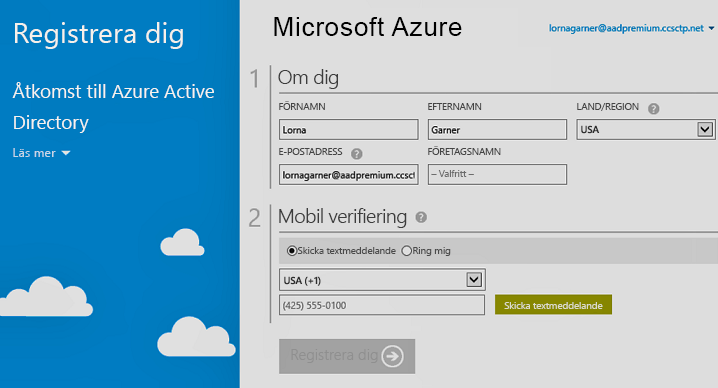 Registrera dig
Åtkomst till Azure Active
Directory
Läs mer
Microsoft Azure
lornagarner@aadpremium.ccsctp.net
1 Om dig
FÖRNAMN EFTERNAMN LAND/REGION ?
Lorna Garner USA
E-POSTADRESS ? FÖRETAGSNAMN
lornagarner@aadpremium.ccsct – Valfritt –
2 Mobil verifiering ?
Skicka textmeddelande Ring mig
USA (+1)
(425) 555-0100 Skicka textmeddelande
Registrera dig